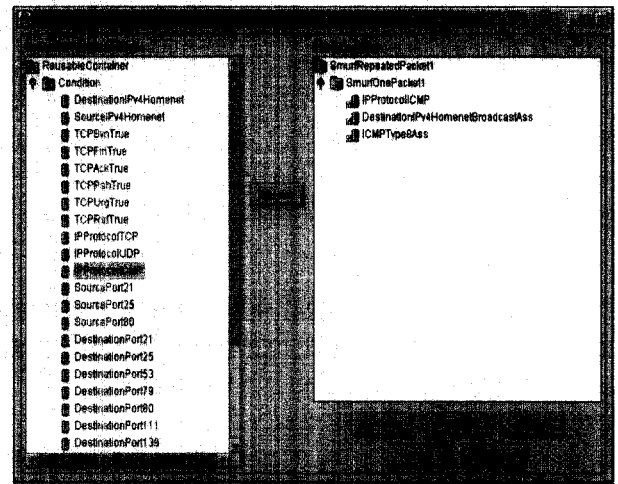 ReusableContainer
Condition
DestinationIPv4Homenet
SourceIPv4Homenet
TCPSynTrue
TCPFinTrue
TCPAckTrue
TCPPshTrue
TCPUrgTrue
TCPRstTrue
IPProtocolTCP
IPProtocolUDP
IPProtocolICMP
SourcePort21
SourcePort25
SourcePort80
DestinationPort21
DestinationPort25
DestinationPort53
DestinationPort79
DestinationPort80
DestinationPort111
DestinationPort139
SmurfRepeatedPacket1
SmurfOnePacket1
IPProtocolICMP
DestinationIPv4HomenetBroadcastAss
ICMPType8Ass